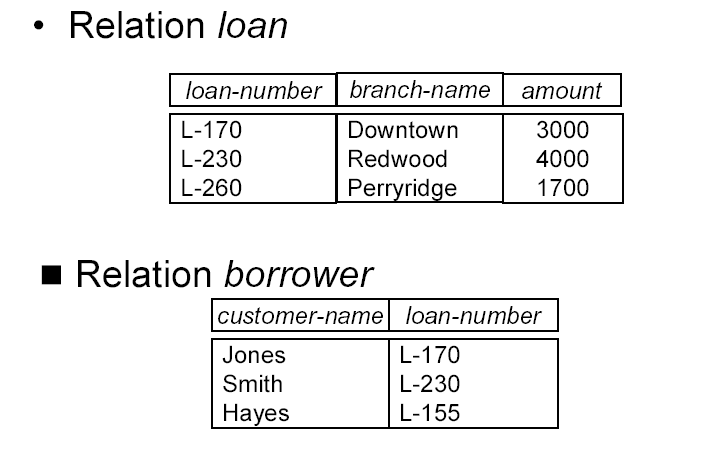 • Relation loan
loan-number branch-name amount
L-170 Downtown 3000
L-230 Redwood 4000
L-260 Perryridge 1700
■ Relation borrower
customer-name loan-number
Jones L-170
Smith L-230
Hayes L-155